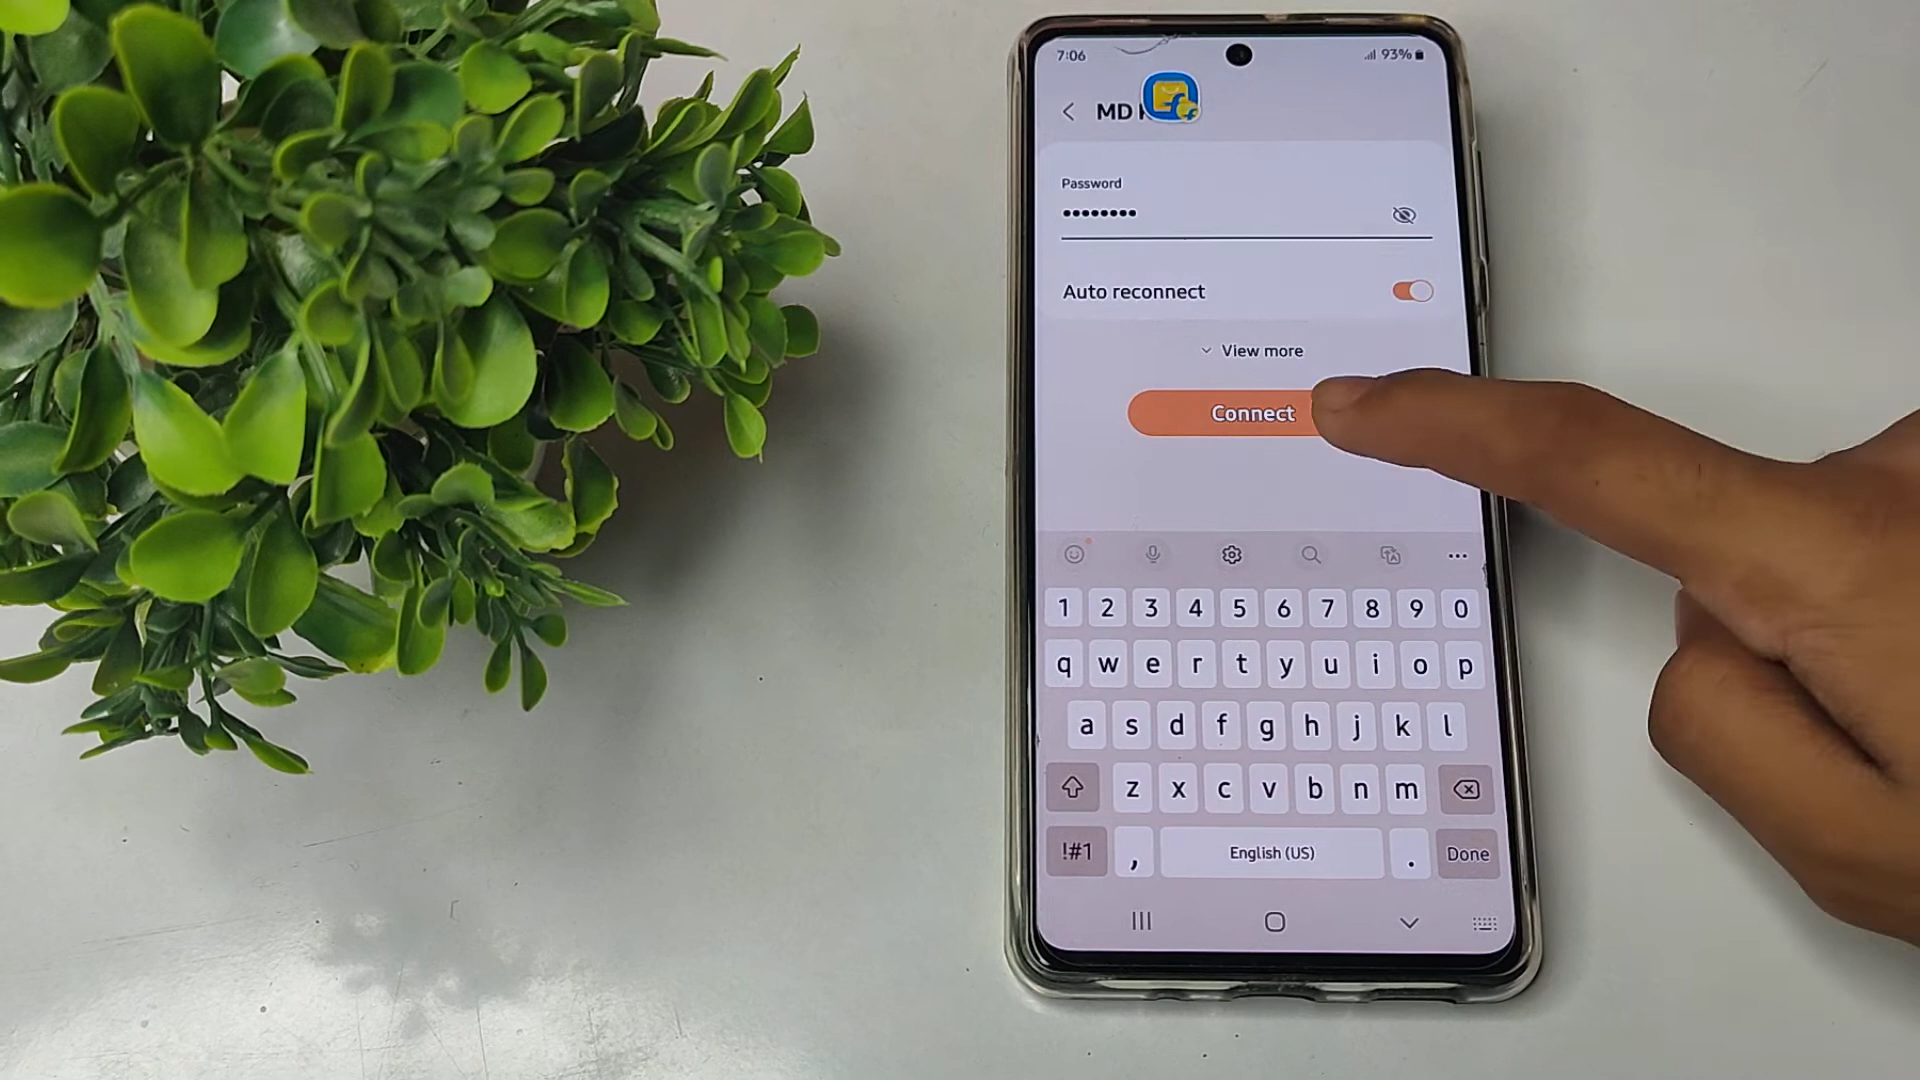 7:06 93%
MD
Password
••••••••
Auto reconnect
View more
Connect
1 2 3 4 5 6 7 8 9 0
q w e r t y u i o p
a s d f g h j k l
z x c v b n m
!#1 , English (US) . Done